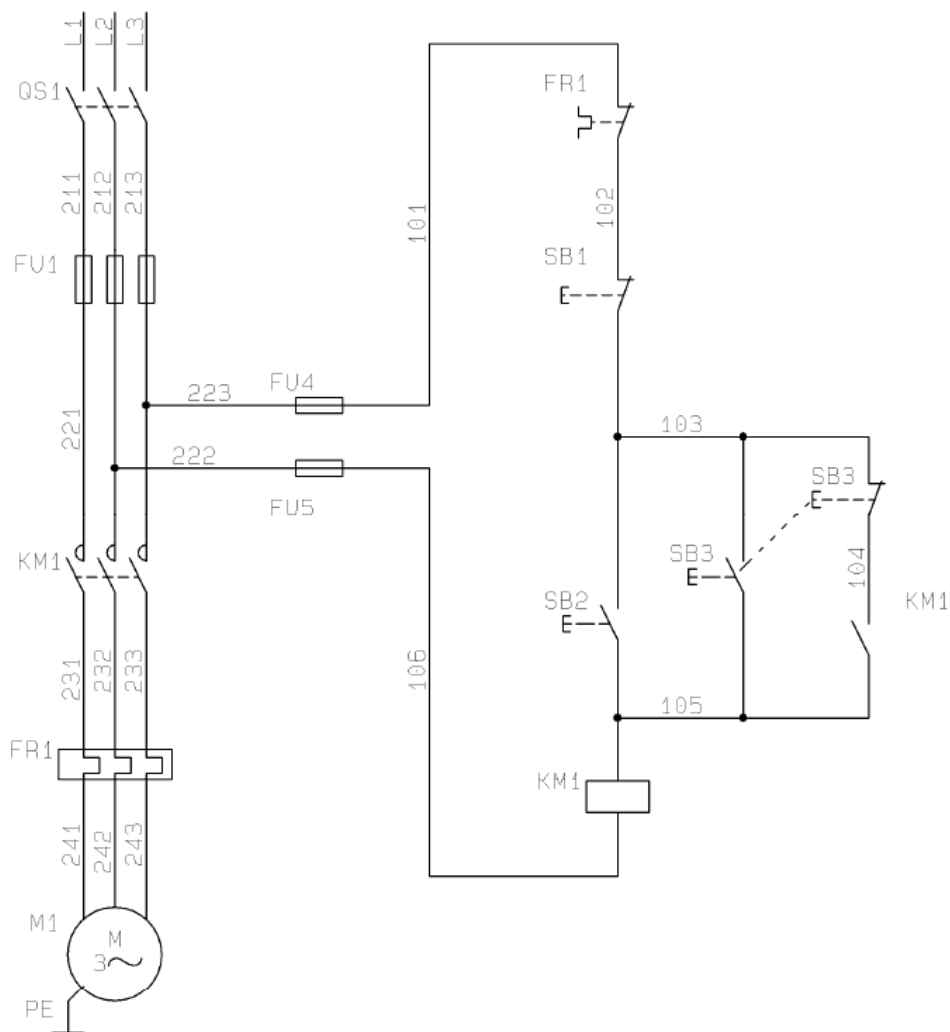 L1 L2 L3
QS1
FR1
211 212 213
101
102
FU1
SB1
223
FU4
221
222
FU5
103
SB3
KM1
SB3
104
SB2
KM1
231 232 233
106
105
FR1
KM1
241 242 243
M1
M
3
PE